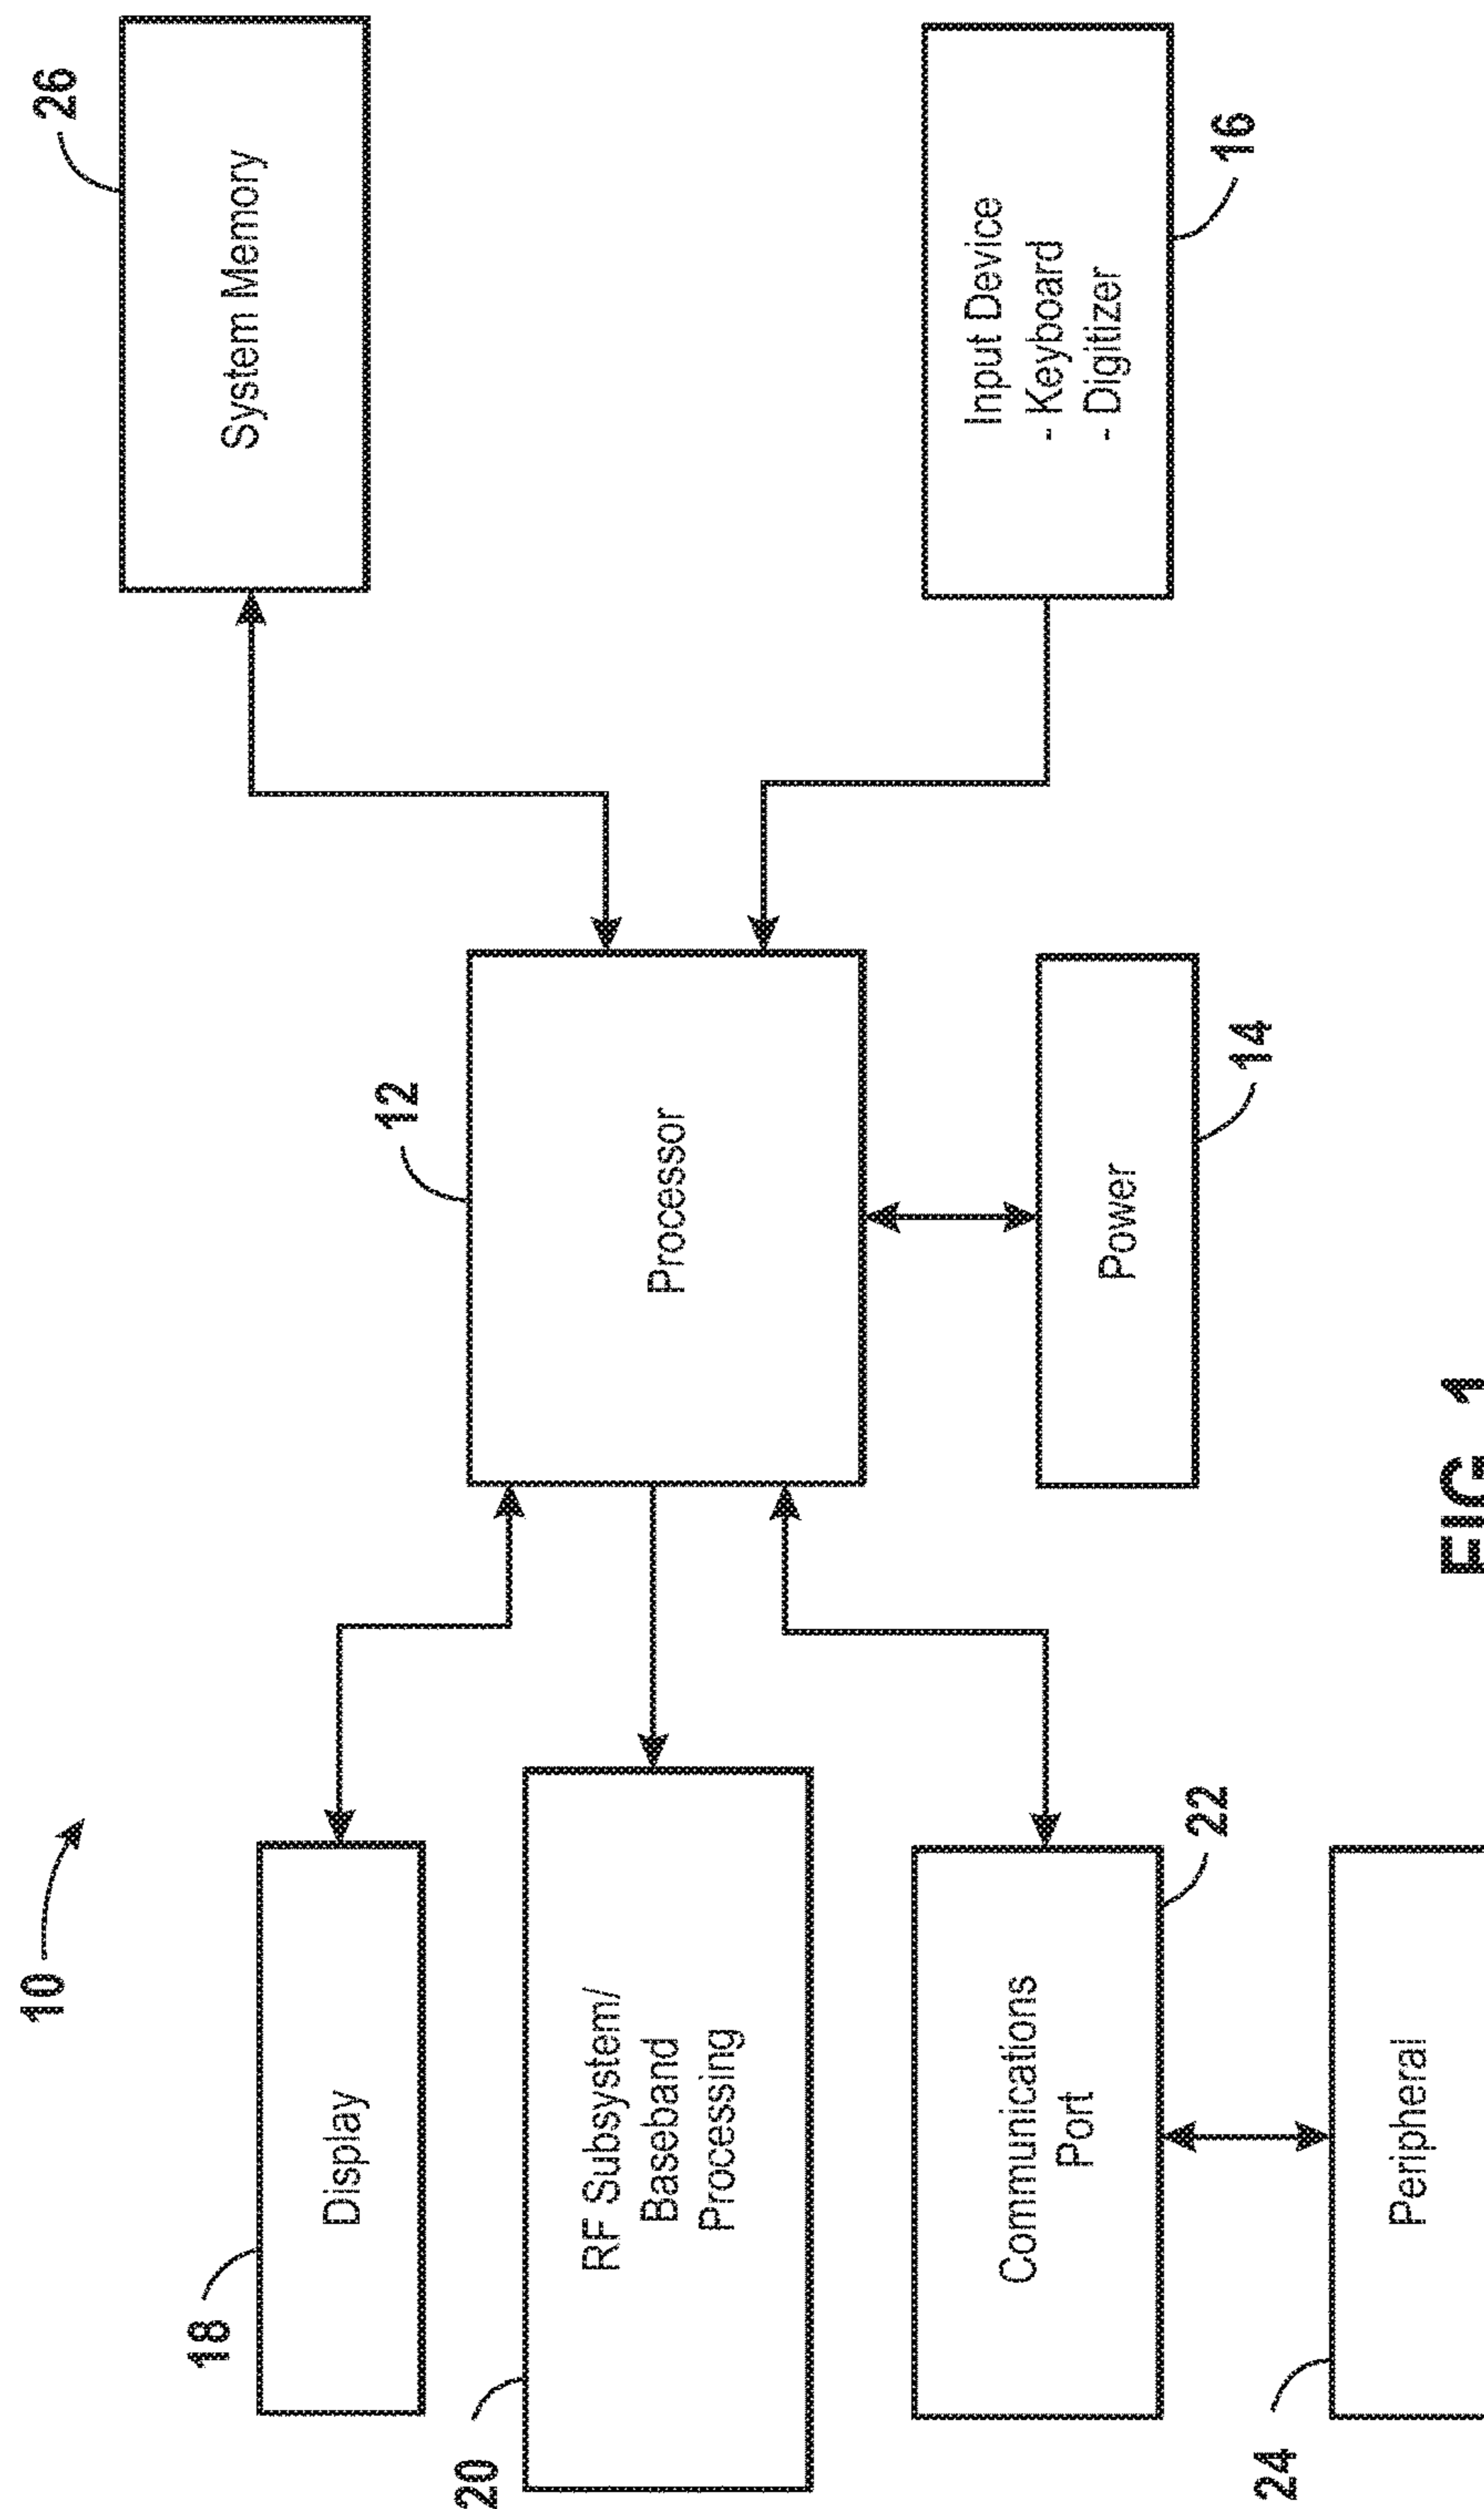 10
18
Display
20
RF Subsystem/
Baseband
Processing
Communications
Port
22
24
Peripheral
12
Processor
Power
14
26
System Memory
Input Device
- Keyboard
- Digitizer
16
FIG. 1